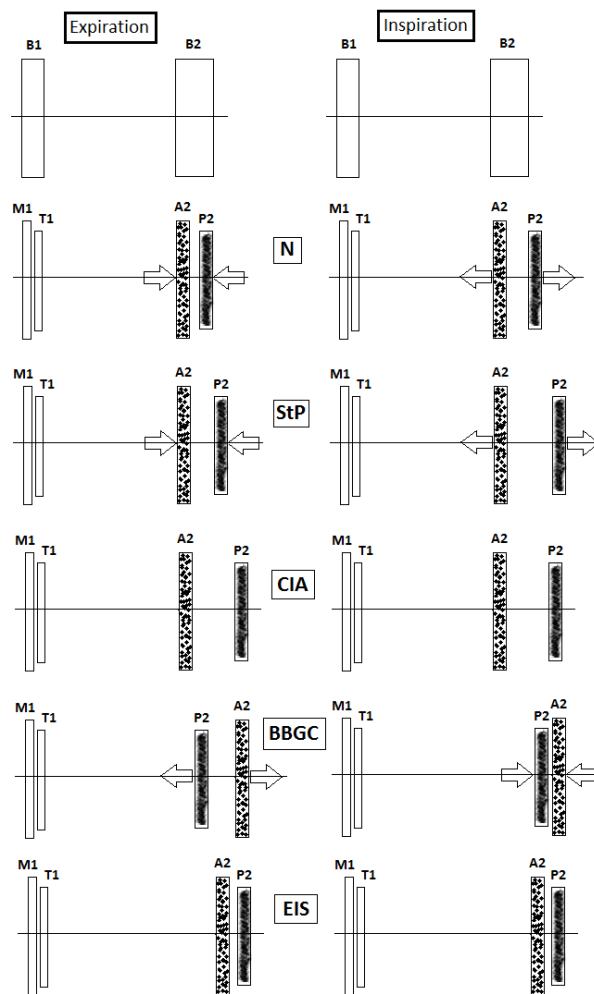 Expiration Inspiration
B1 B2 B1 B2
M1 T1 A2 P2 N M1 T1 A2 P2
M1 T1 A2 P2 StP M1 T1 A2 P2
M1 T1 A2 P2 CIA M1 T1 A2 P2
M1 T1 P2 A2 BBGC M1 T1 P2 A2
M1 T1 A2 P2 EIS M1 T1 A2 P2